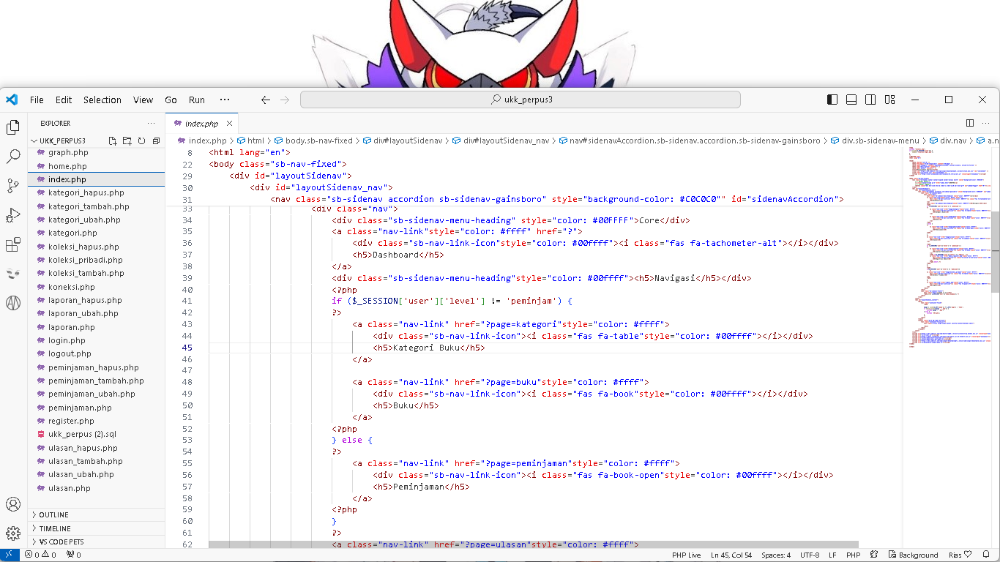 File Edit Selection View Go Run ···
ukk_perpus3
EXPLORER
UKK_PERPUS3
graph.php
home.php
index.php
kategori_hapus.php
kategori_tambah.php
kategori_ubah.php
kategori.php
koleksi_hapus.php
koleksi_pribadi.php
koleksi_tambah.php
koneksi.php
laporan_hapus.php
laporan_ubah.php
laporan.php
login.php
logout.php
peminjaman_hapus.php
peminjaman_tambah.php
peminjaman_ubah.php
peminjaman.php
register.php
ukk_perpus (2).sql
ulasan_hapus.php
ulasan_tambah.php
ulasan_ubah.php
ulasan.php
OUTLINE
TIMELINE
VS CODE PETS
index.php
index.php > html > body.sb-nav-fixed > div#layoutSidenav > div#layoutSidenav_nav > nav#sidenavAccordion.sb-sidenav.accordion.sb-sidenav-gainsboro > div.sb-sidenav-menu > div.nav > a.n
8 <html lang="en">
22 <body class="sb-nav-fixed">
29 <div id="layoutSidenav">
30 <div id="layoutSidenav_nav">
31 <nav class="sb-sidenav accordion sb-sidenav-gainsboro" style="background-color: #C0C0C0"" id="sidenavAccordion">
33 <div class="nav">
34 <div class="sb-sidenav-menu-heading" style="color: #00FFFF">Core</div>
35 <a class="nav-link"style="color: #ffff" href="?">
36 <div class="sb-nav-link-icon"style="color: #00ffff"><i class="fas fa-tachometer-alt"></i></div>
37 <h5>Dashboard</h5>
38 </a>
39 <div class="sb-sidenav-menu-heading"style="color: #00ffff"><h5>Navigasi</h5></div>
40 <?php
41 if ($_SESSION['user']['level'] != 'peminjam') {
42 ?>
43 <a class="nav-link" href="?page=kategori"style="color: #ffff">
44 <div class="sb-nav-link-icon"><i class="fas fa-table"style="color: #00ffff"></i></div>
45 <h5>Kategori Buku</h5>
46 </a>
47
48 <a class="nav-link" href="?page=buku"style="color: #ffff">
49 <div class="sb-nav-link-icon"><i class="fas fa-book"style="color: #00ffff"></i></div>
50 <h5>Buku</h5>
51 </a>
52 <?php
53 } else {
54 ?>
55 <a class="nav-link" href="?page=peminjaman"style="color: #ffff">
56 <div class="sb-nav-link-icon"><i class="fas fa-book-open"style="color: #00ffff"></i></div>
57 <h5>Peminjaman</h5>
58 </a>
59 <?php
60 }
61 ?>
62 <a class="nav-link" href="?page=ulasan"style="color: #ffff">
0 0 0 PHP Live Ln 45, Col 54 Spaces: 4 UTF-8 LF PHP Background Rias